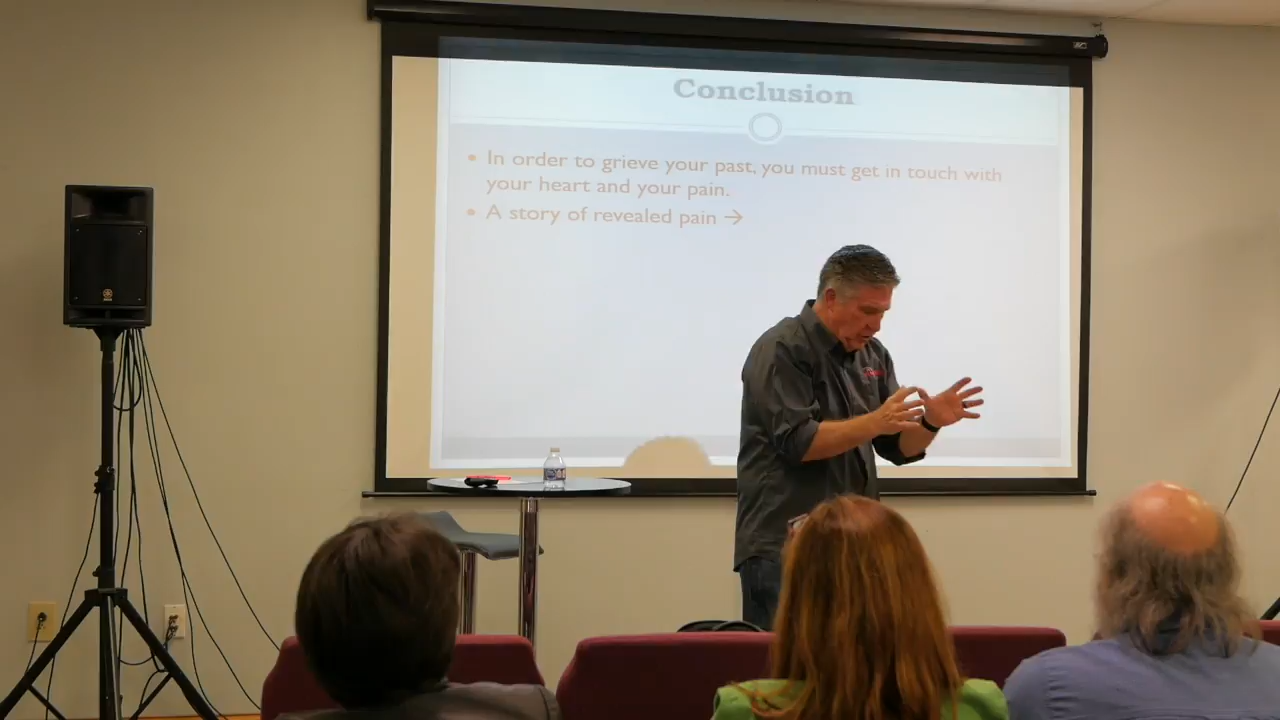 Conclusion
• In order to grieve your past, you must get in touch with
your heart and your pain.
• A story of revealed pain →